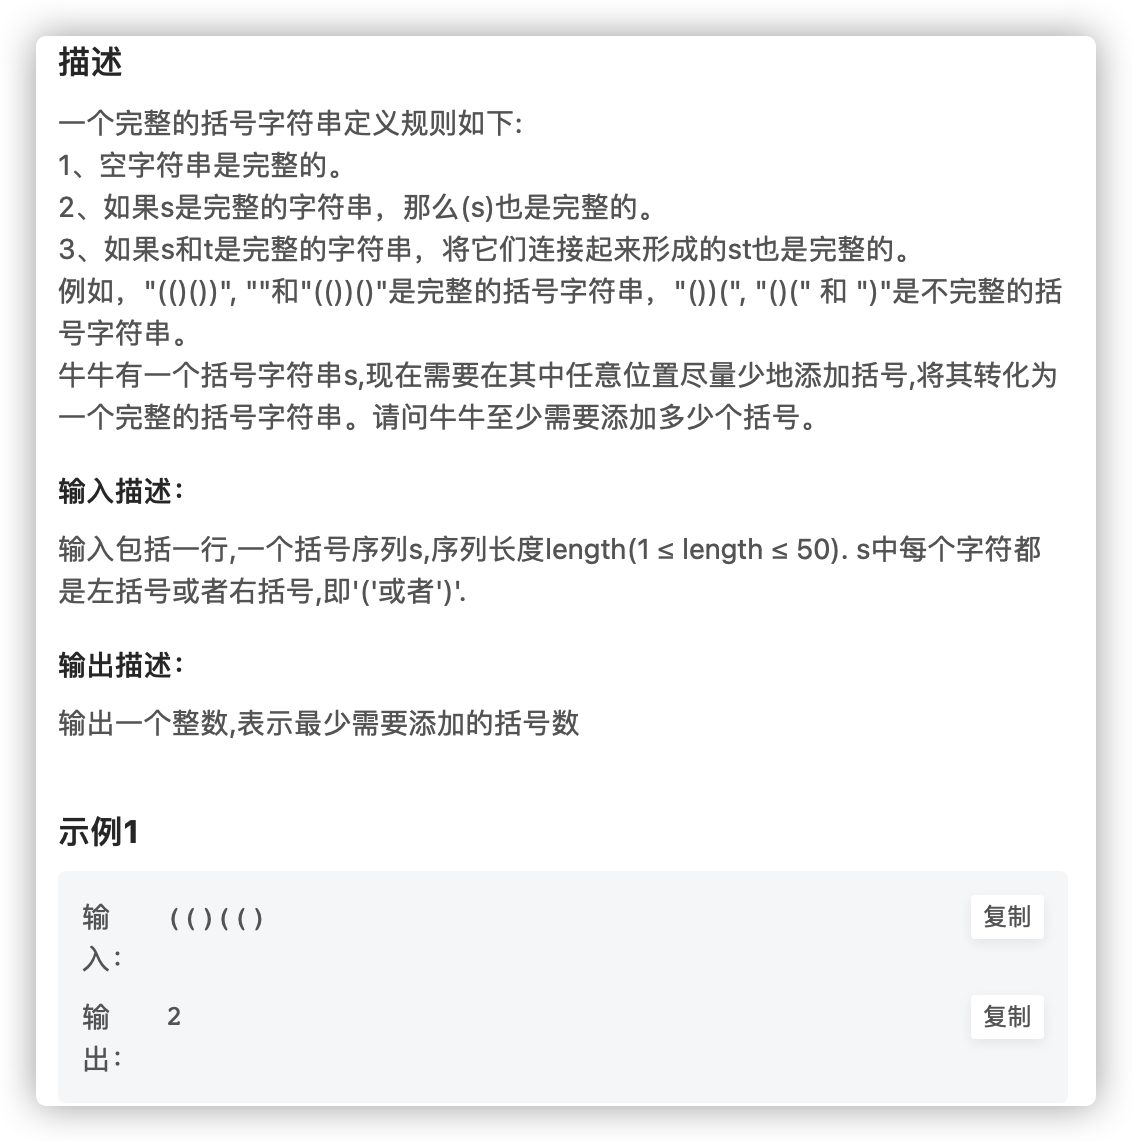 描述
一个完整的括号字符串定义规则如下:
1、空字符串是完整的。
2、如果s是完整的字符串，那么(s)也是完整的。
3、如果s和t是完整的字符串，将它们连接起来形成的st也是完整的。
例如，"(()())", ""和"(())()"是完整的括号字符串，"())(", "()(" 和 ")"是不完整的括
号字符串。
牛牛有一个括号字符串s,现在需要在其中任意位置尽量少地添加括号,将其转化为
一个完整的括号字符串。请问牛牛至少需要添加多少个括号。
输入描述：
输入包括一行,一个括号序列s,序列长度length(1 ≤ length ≤ 50). s中每个字符都
是左括号或者右括号,即'('或者')'.
输出描述：
输出一个整数,表示最少需要添加的括号数
示例1
输 (()(() 复制
入：
输 2 复制
出：